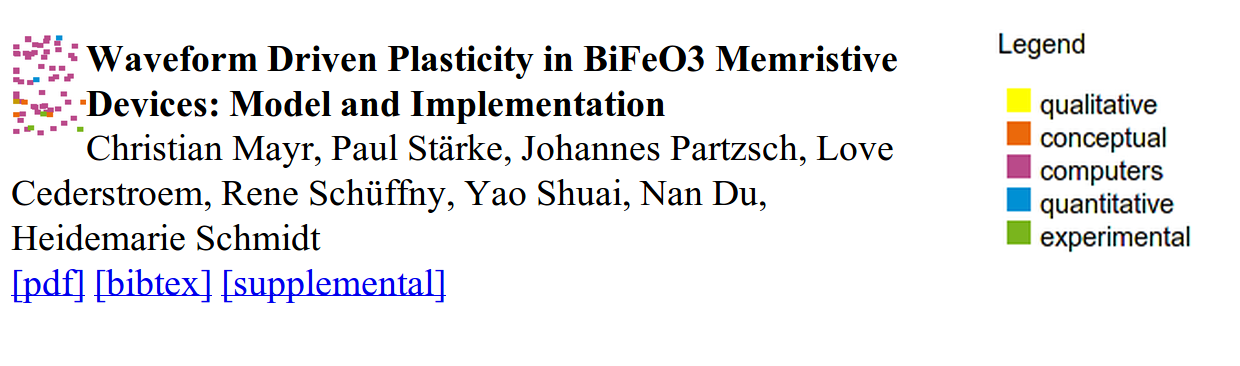 Waveform Driven Plasticity in BiFeO3 Memristive
Devices: Model and Implementation
Christian Mayr, Paul Stärke, Johannes Partzsch, Love
Cederstroem, Rene Schüffny, Yao Shuai, Nan Du,
Heidemarie Schmidt
[pdf] [bibtex] [supplemental]
Legend
qualitative
conceptual
computers
quantitative
experimental